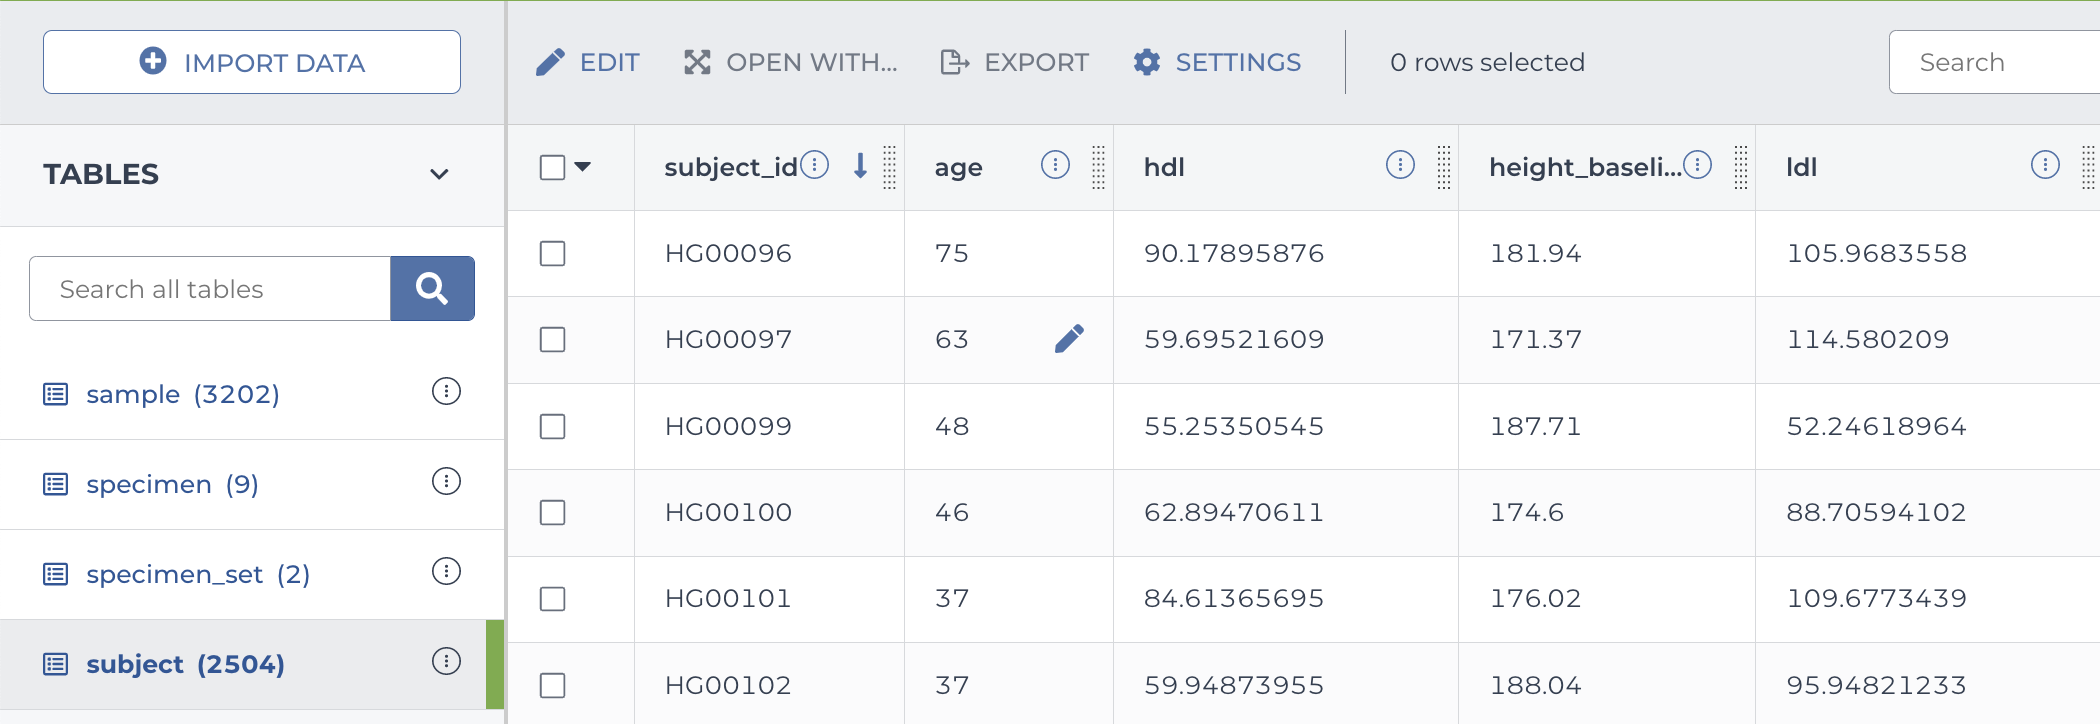 IMPORT DATA
EDIT OPEN WITH... EXPORT SETTINGS 0 rows selected Search
TABLES
Search all tables
sample (3202)
specimen (9)
specimen_set (2)
subject (2504)
subject_id age hdl height_baseli... ldl
HG00096 75 90.17895876 181.94 105.9683558
HG00097 63 59.69521609 171.37 114.580209
HG00099 48 55.25350545 187.71 52.24618964
HG00100 46 62.89470611 174.6 88.70594102
HG00101 37 84.61365695 176.02 109.6773439
HG00102 37 59.94873955 188.04 95.94821233